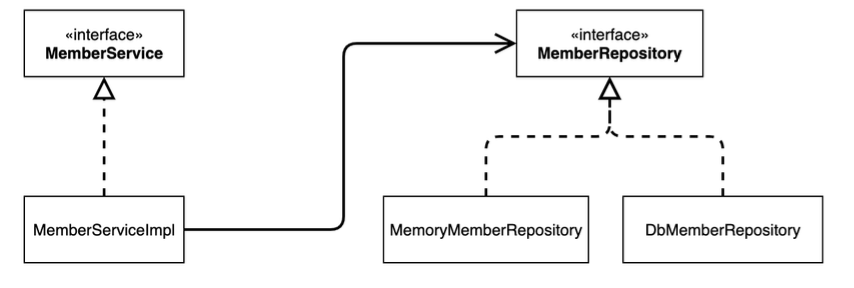 «interface»
MemberService
«interface»
MemberRepository
MemberServiceImpl
MemoryMemberRepository
DbMemberRepository